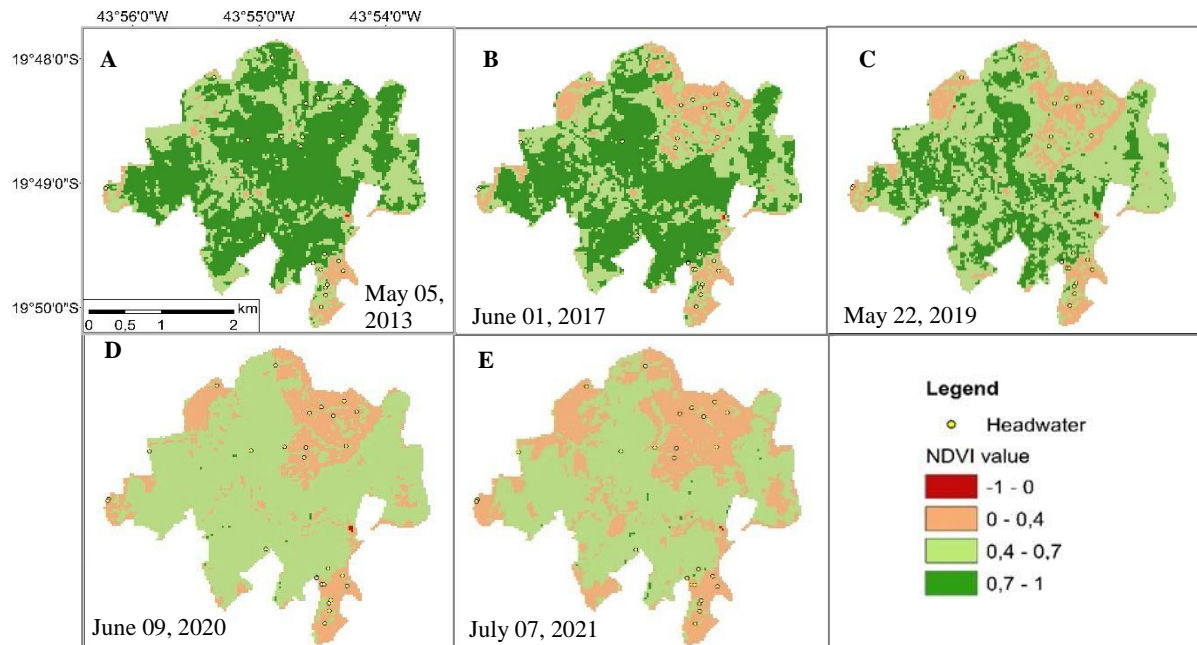 43°56'0"W 43°55'0"W 43°54'0"W
19°48'0"S
19°49'0"S
19°50'0"S
A
B
C
km
0 0,5 1 2
May 05,
2013
June 01, 2017
May 22, 2019
D
E
June 09, 2020
July 07, 2021
Legend
Headwater
NDVI value
-1 - 0
0 - 0,4
0,4 - 0,7
0,7 - 1